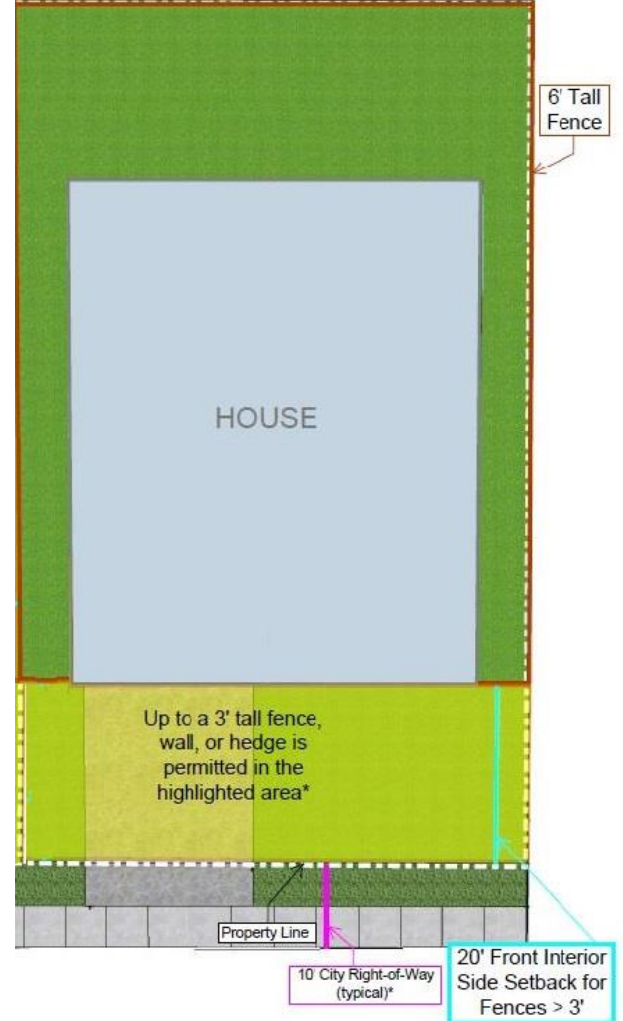 6' Tall
Fence
HOUSE
Up to a 3' tall fence,
wall, or hedge is
permitted in the
highlighted area*
Property Line
10' City Right-of-Way
(typical)*
20' Front Interior
Side Setback for
Fences > 3'